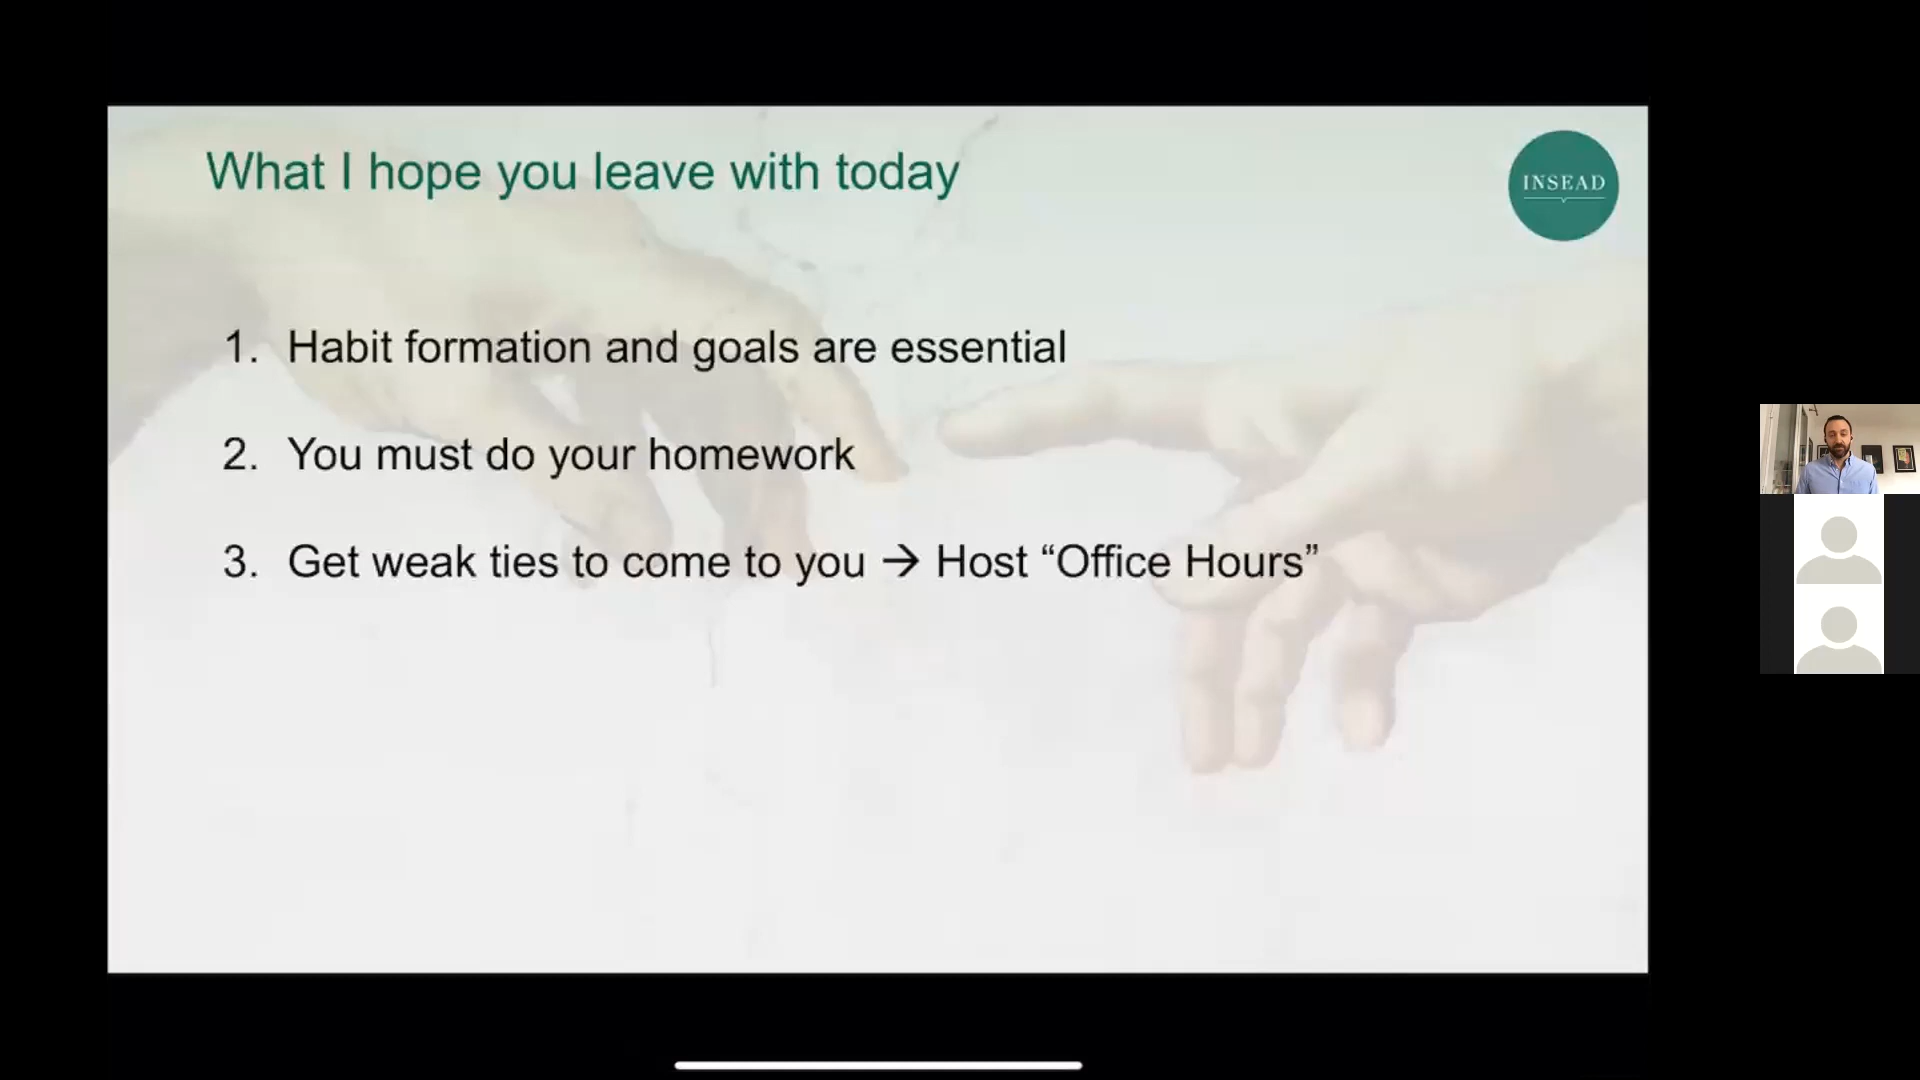 What I hope you leave with today
INSEAD
1. Habit formation and goals are essential
2. You must do your homework
3. Get weak ties to come to you → Host “Office Hours”